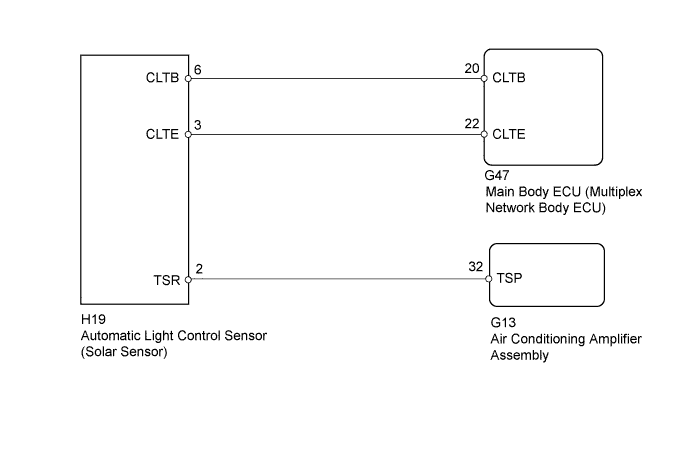 CLTB 6 20 CLTB
CLTE 3 22 CLTE
G47
Main Body ECU (Multiplex
Network Body ECU)
TSR 2 32 TSP
H19
Automatic Light Control Sensor
(Solar Sensor)
G13
Air Conditioning Amplifier
Assembly